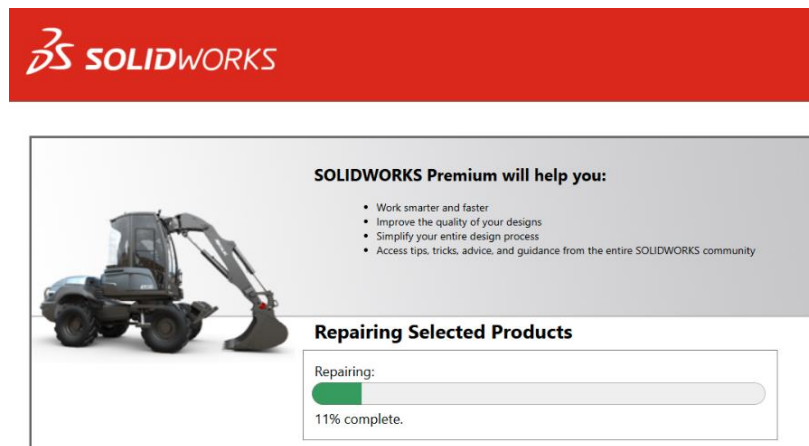 SOLIDWORKS
SOLIDWORKS Premium will help you:
• Work smarter and faster
• Improve the quality of your designs
• Simplify your entire design process
• Access tips, tricks, advice, and guidance from the entire SOLIDWORKS community
Repairing Selected Products
Repairing:
11% complete.